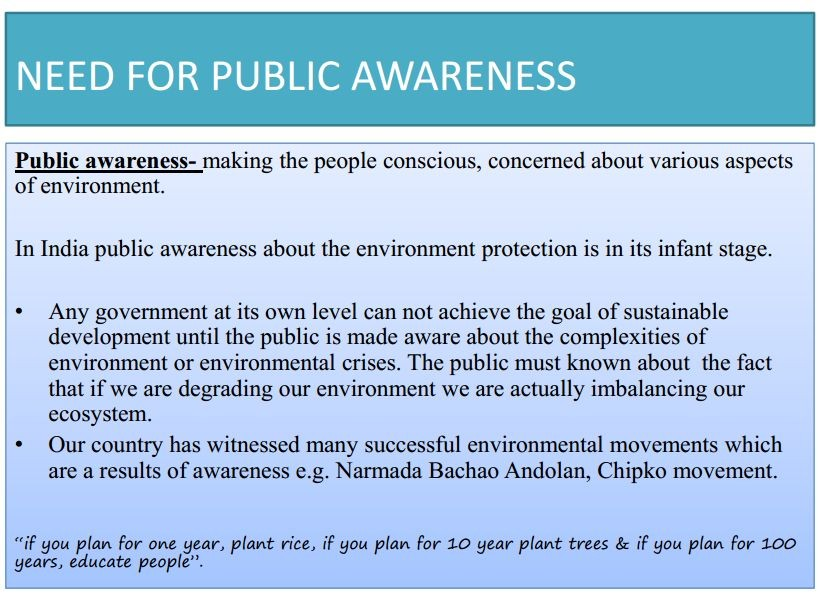 NEED FOR PUBLIC AWARENESS
Public awareness- making the people conscious, concerned about various aspects
of environment.
In India public awareness about the environment protection is in its infant stage.
• Any government at its own level can not achieve the goal of sustainable
development until the public is made aware about the complexities of
environment or environmental crises. The public must known about the fact
that if we are degrading our environment we are actually imbalancing our
ecosystem.
• Our country has witnessed many successful environmental movements which
are a results of awareness e.g. Narmada Bachao Andolan, Chipko movement.
“if you plan for one year, plant rice, if you plan for 10 year plant trees & if you plan for 100
years, educate people”.